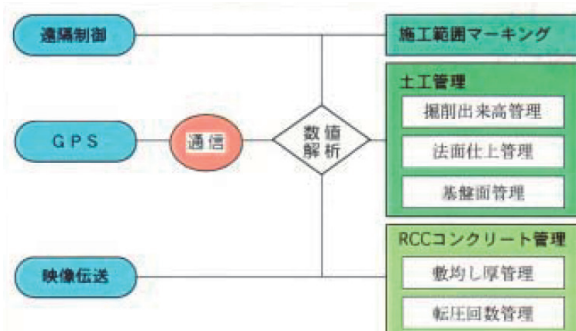 遠隔制御
施工範囲マーキング
土工管理
掘削出来高管理
GPS
通信
数値
解析
法面仕上管理
基盤面管理
RCCコンクリート管理
敷均し厚管理
映像伝送
転圧回数管理